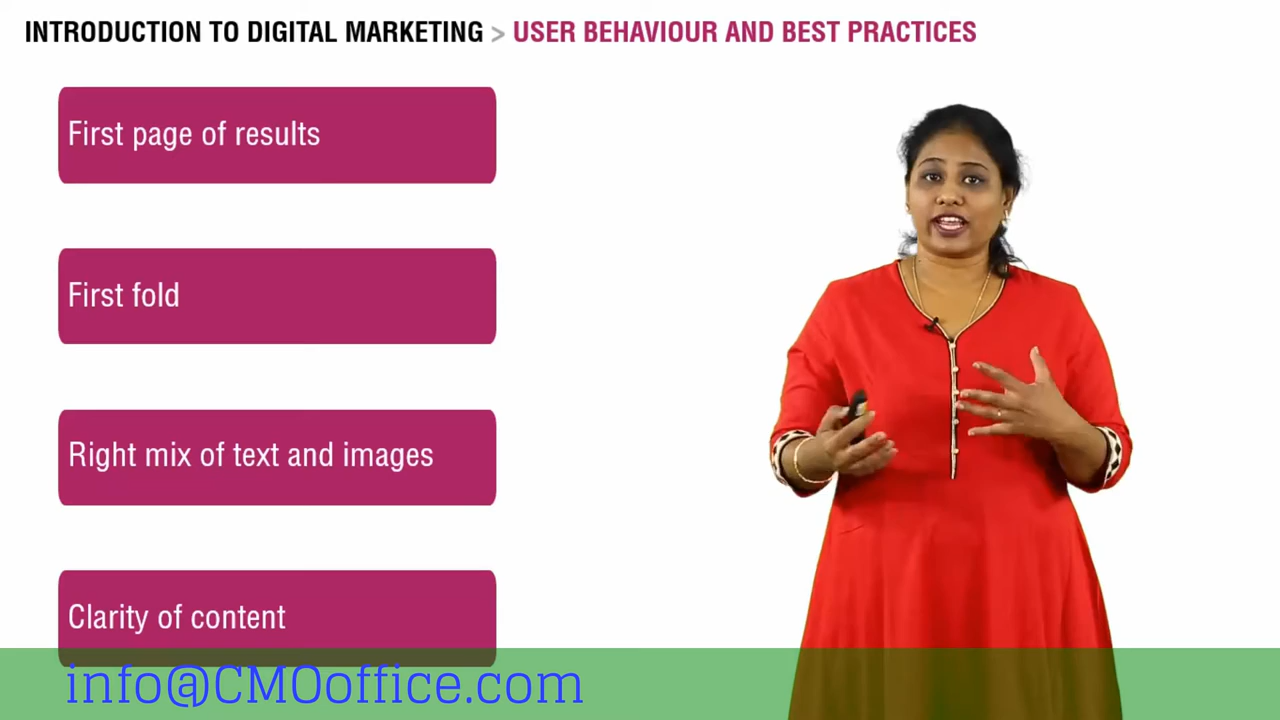 INTRODUCTION TO DIGITAL MARKETING > USER BEHAVIOUR AND BEST PRACTICES
First page of results
First fold
Right mix of text and images
Clarity of content
info@CMOoffice.com